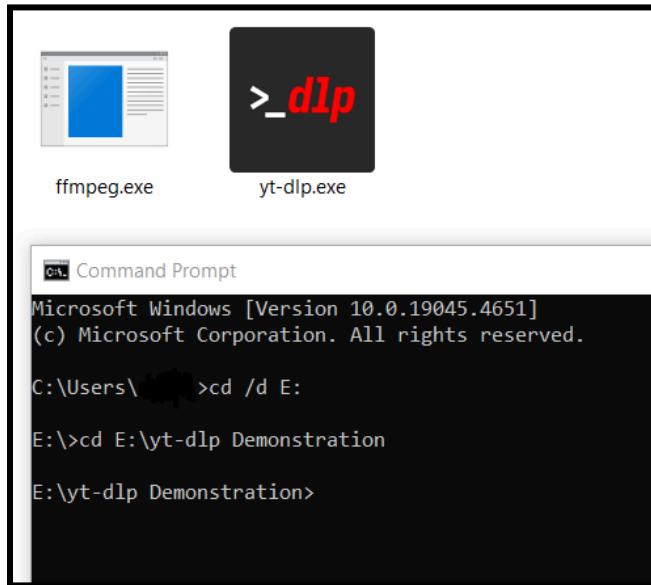 >_dlp
ffmpeg.exe
yt-dlp.exe
C:\.
Command Prompt
Microsoft Windows [Version 10.0.19045.4651]
(c) Microsoft Corporation. All rights reserved.
C:\Users\ >cd /d E:
E:\>cd E:\yt-dlp Demonstration
E:\yt-dlp Demonstration>